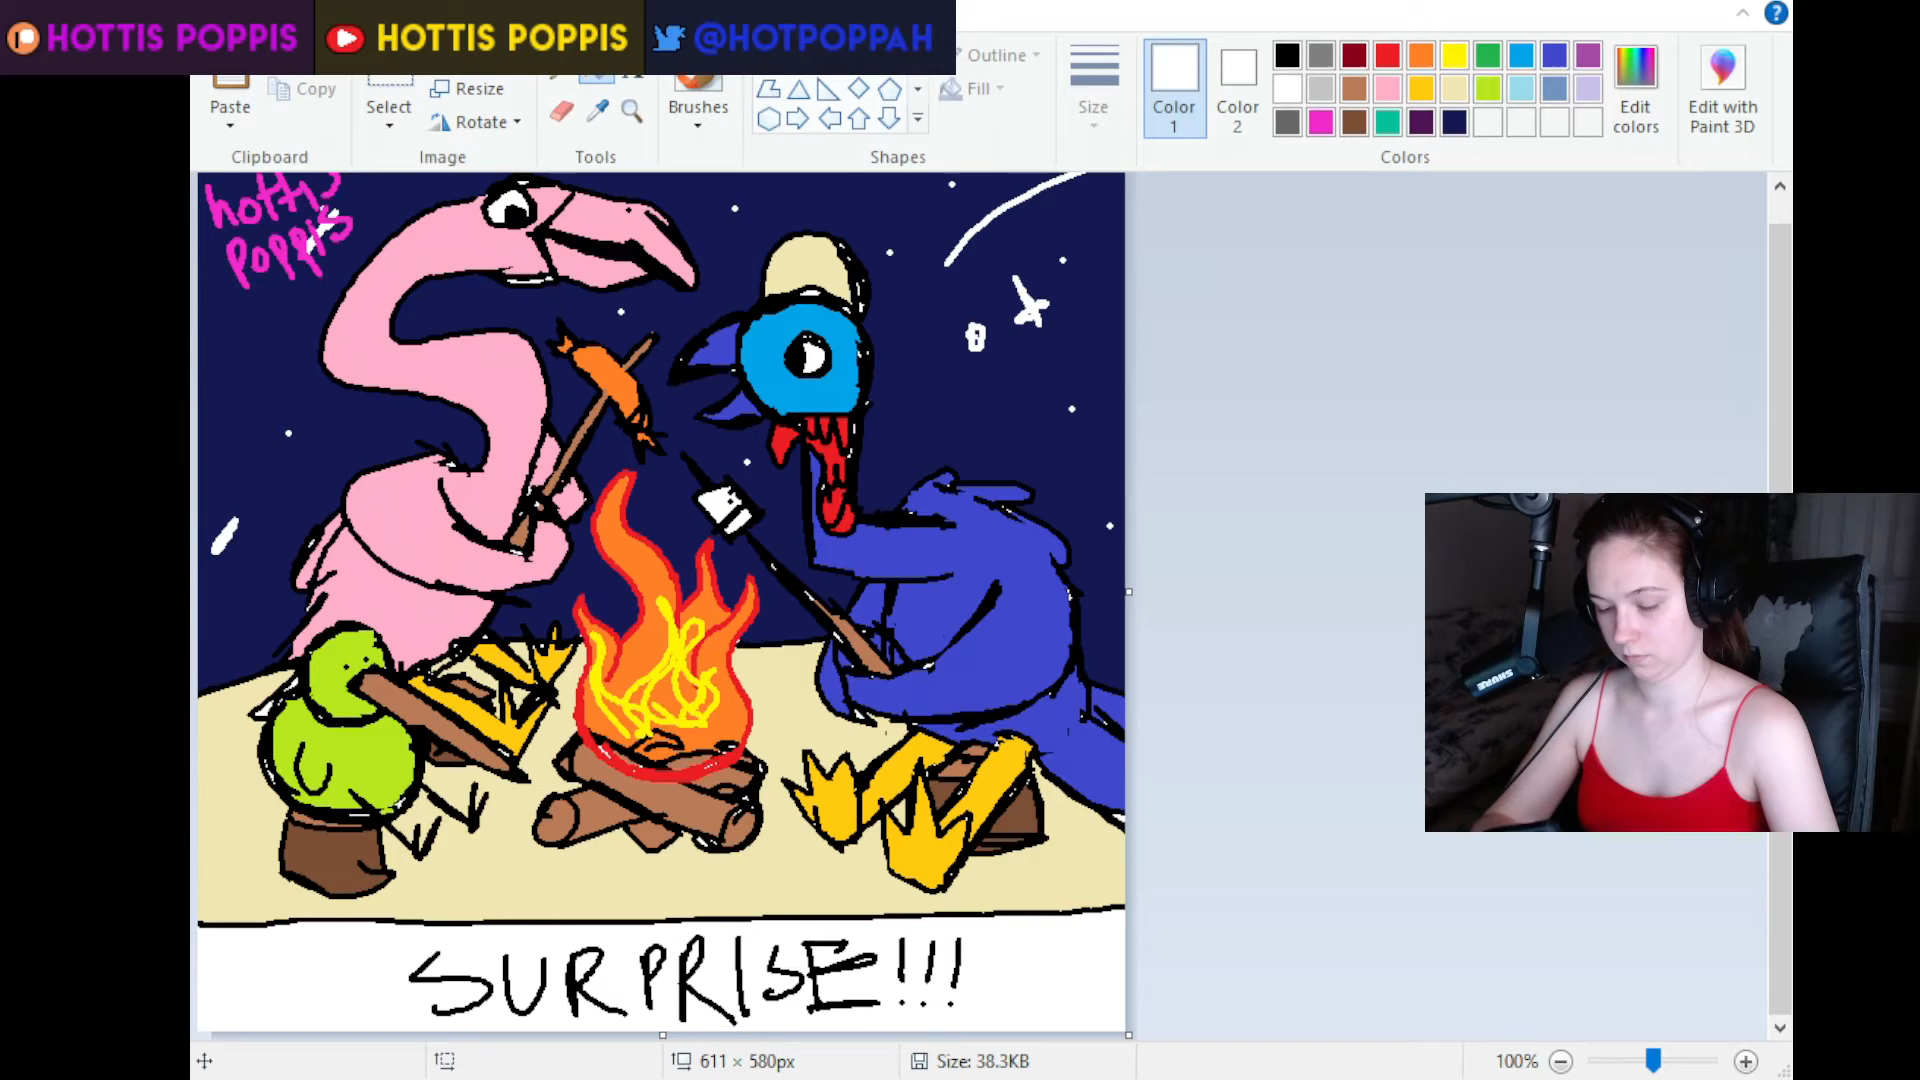 HOTTIS POPPIS
HOTTIS POPPIS
@HOTPOPPAH
Paste
Copy
Clipboard
Select
Resize
Rotate
Image
Tools
Brushes
Shapes
Outline
Fill
Size
Color
1
Color
2
Edit
colors
Colors
Edit with
Paint 3D
hottis
poppis
SHURE
SURPRISE!!!
611 × 580px
Size: 38.3KB
100%